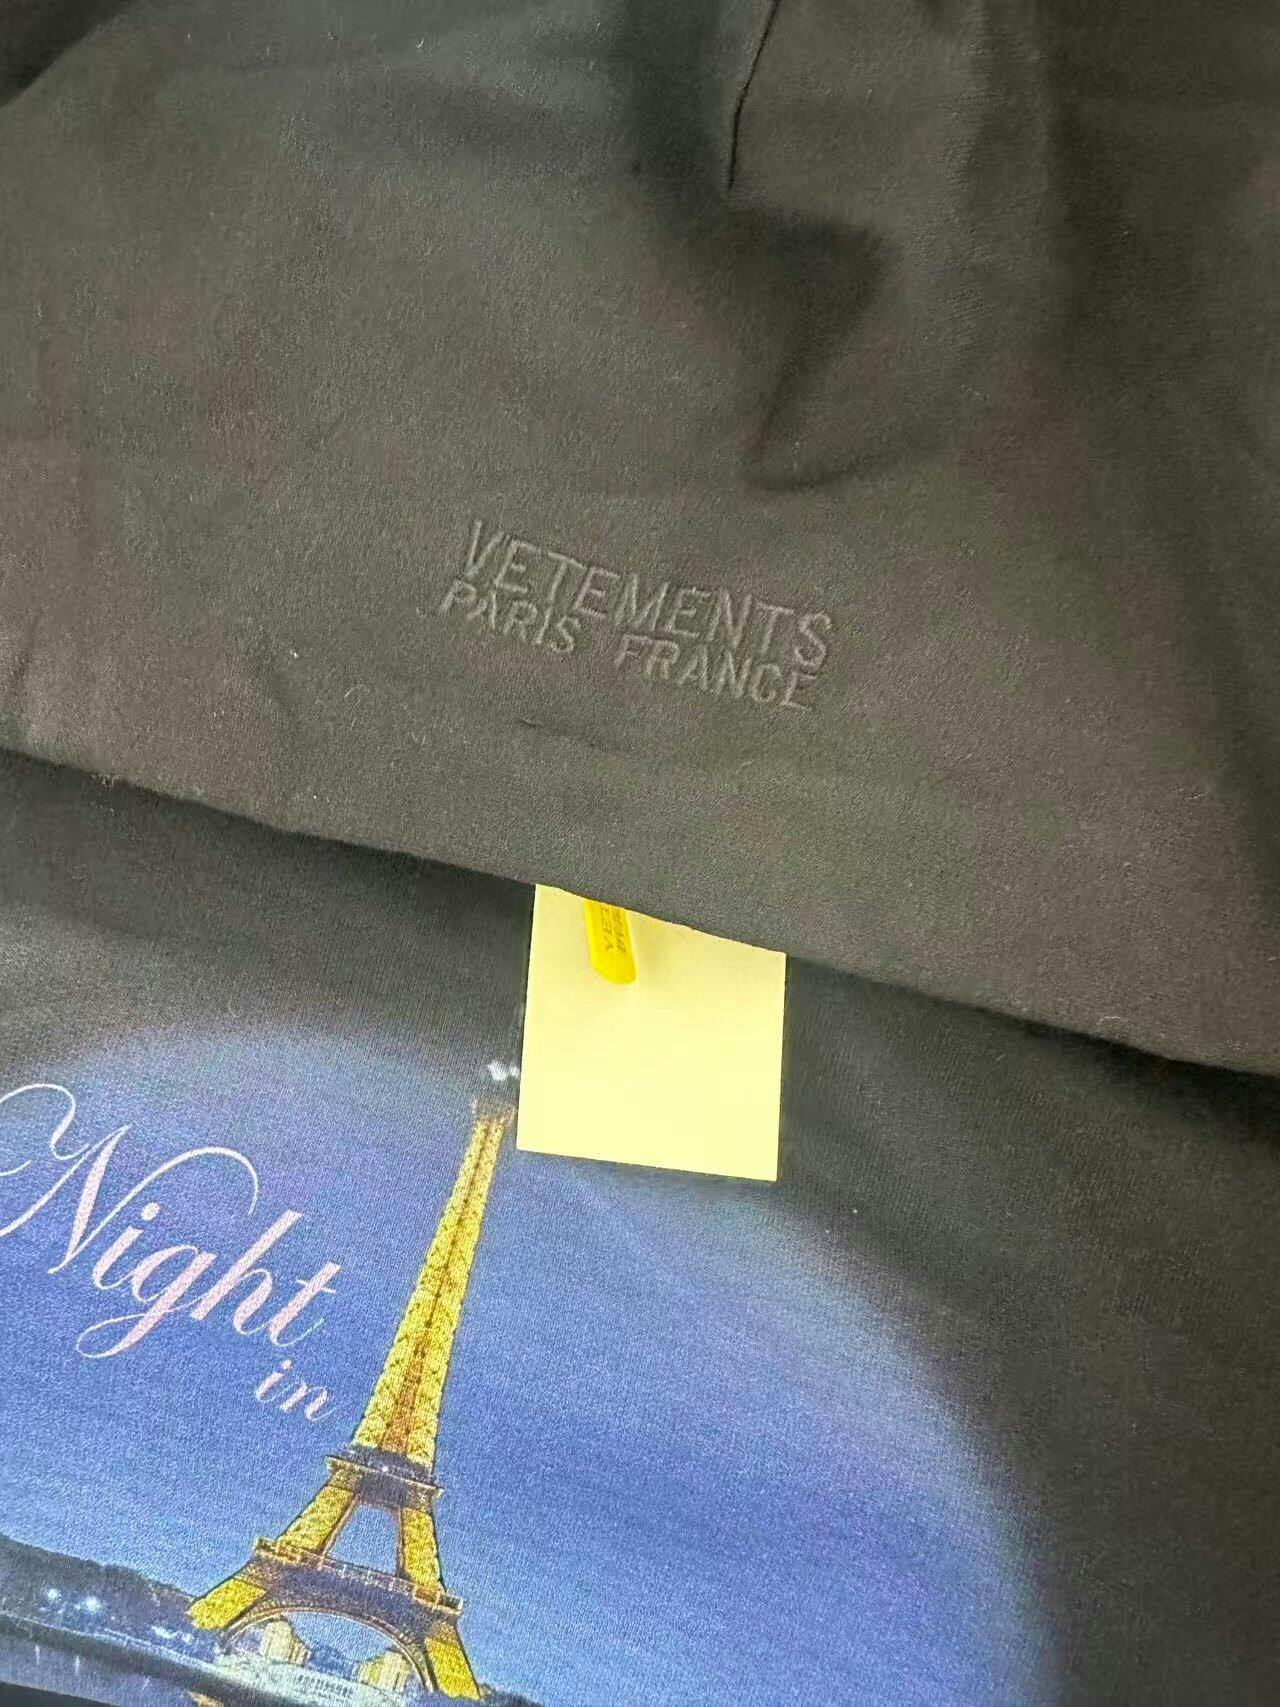 VETEMENTS
PARIS FRANCE
Night
in